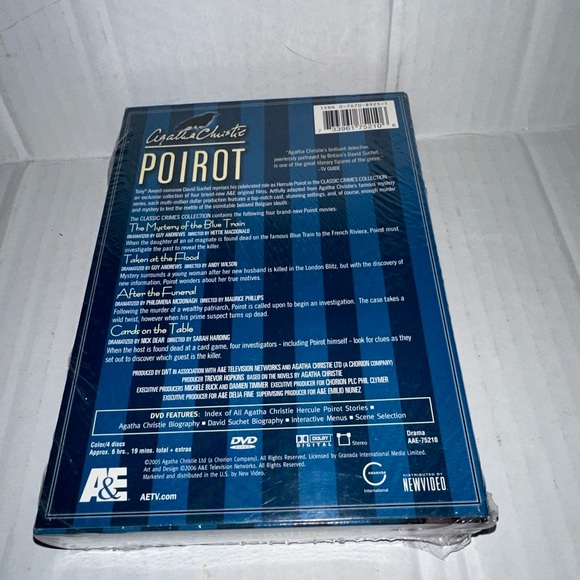 ISBN 0-7670-8925-1
7 33961 75210 6
Agatha Christie
POIROT
"Agatha Christie's brilliant detective,
peerlessly portrayed by Britain's David Suchet,
is one of the great literary figures of the genre."
–TV GUIDE
Tony® Award-nominee David Suchet reprises his celebrated role as Hercule Poirot in the CLASSIC CRIMES COLLECTION –
an exclusive collection of four brand-new A&E original films. Artfully adapted from Agatha Christie's famous mystery
series, each multi-million dollar production features a top-notch cast, stunning settings, and, of course, enough murder
and mystery to test the mettle of the inimitable beloved Belgian sleuth.
The CLASSIC CRIMES COLLECTION contains the following four brand-new Poirot movies:
The Mystery of the Blue Train
DRAMATIZED BY GUY ANDREWS DIRECTED BY HETTIE MACDONALD
When the daughter of an oil magnate is found dead on the famous Blue Train to the French Riviera, Poirot must
investigate the past to reveal the killer.
Taken at the Flood
DRAMATIZED BY GUY ANDREWS DIRECTED BY ANDY WILSON
Mystery surrounds a young woman after her new husband is killed in the London Blitz, but with the discovery of
new information, Poirot wonders about her true motives.
After the Funeral
DRAMATIZED BY PHILOMENA MCDONAGH DIRECTED BY MAURICE PHILLIPS
Following the murder of a wealthy patriarch, Poirot is called upon to begin an investigation. The case takes a
wild twist, however when his prime suspect turns up dead.
Cards on the Table
DRAMATIZED BY NICK DEAR DIRECTED BY SARAH HARDING
When the host is found dead at a card game, four investigators - including Poirot himself - look for clues as they
set out to discover which guest is the killer.
PRODUCED BY GWT IN ASSOCIATION WITH A&E TELEVISION NETWORKS AND AGATHA CHRISTIE LTD (A CHORION COMPANY)
PRODUCER TREVOR HOPKINS BASED ON THE NOVELS BY AGATHA CHRISTIE
EXECUTIVE PRODUCERS MICHELE BUCK AND DAMIEN TIMMER EXECUTIVE PRODUCER FOR CHORION PLC PHIL CLYMER
EXECUTIVE PRODUCER FOR A&E DELIA FINE SUPERVISING PRODUCER FOR A&E EMILIO NUNEZ
DVD FEATURES: Index of All Agatha Christie Hercule Poirot Stories ■
Agatha Christie Biography ■ David Suchet Biography ■ Interactive Menus ■ Scene Selection
Color/4 discs
Approx. 6 hrs., 19 mins. total + extras
DVD
VIDEO
DOLBY
DIGITAL
Stereo
Drama
AAE-75210
©2005 Agatha Christie Ltd (a Chorion Company). All Rights Reserved. Licensed by Granada International Media Limited.
Art and Design ©2006 A&E Television Networks. All Rights Reserved.
Marketed and distributed in the U.S. by New Video.
GRANADA
International
DISTRIBUTED BY
NEWVIDEO
A&E
AETV.com